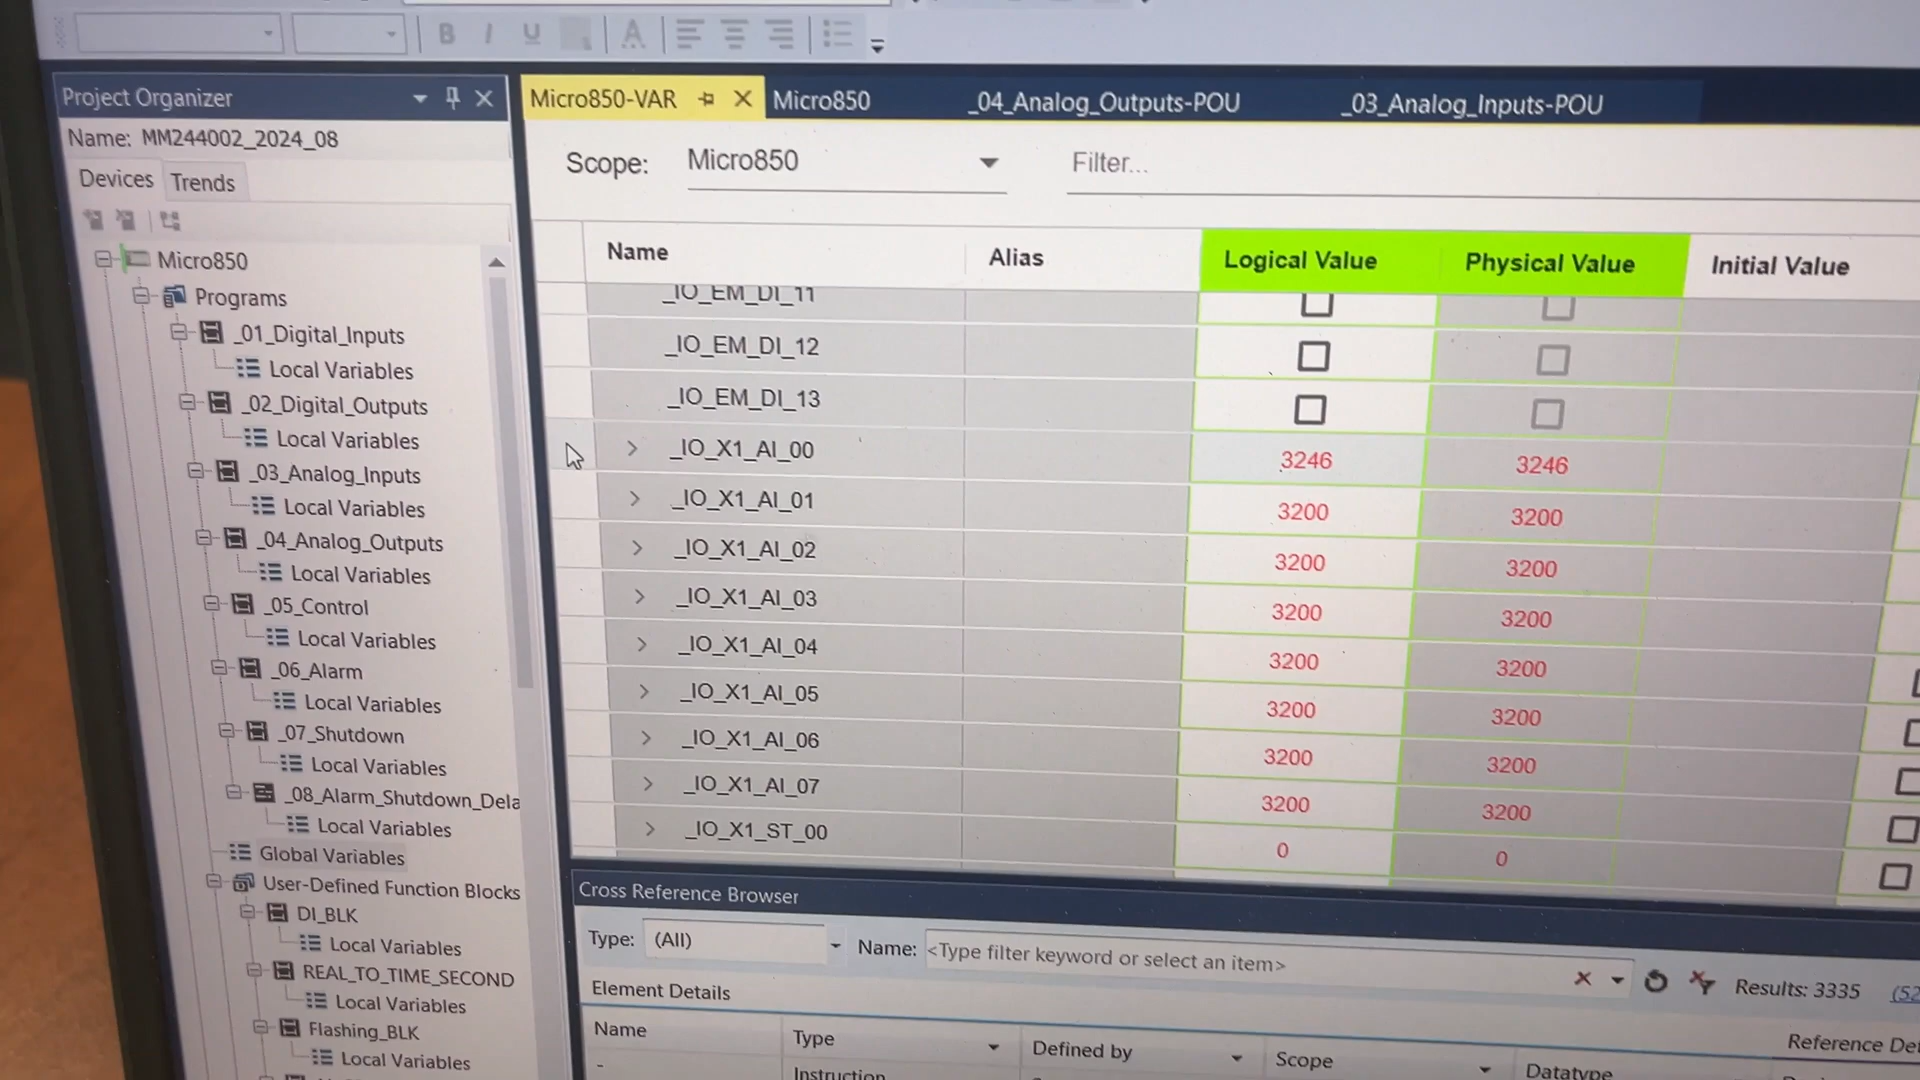 B I U A
Project Organizer
Name: MM244002_2024_08
Devices Trends
Micro850
Programs
_01_Digital_Inputs
Local Variables
_02_Digital_Outputs
Local Variables
_03_Analog_Inputs
Local Variables
_04_Analog_Outputs
Local Variables
_05_Control
Local Variables
_06_Alarm
Local Variables
_07_Shutdown
Local Variables
_08_Alarm_Shutdown_Dela
Local Variables
Global Variables
User-Defined Function Blocks
DI_BLK
Local Variables
REAL_TO_TIME_SECOND
Local Variables
Flashing_BLK
Local Variables
Micro850-VAR Micro850 _04_Analog_Outputs-POU _03_Analog_Inputs-POU
Scope: Micro850 Filter...
Name Alias Logical Value Physical Value Initial Value
_IO_EM_DI_11
_IO_EM_DI_12
_IO_EM_DI_13
_IO_X1_AI_00 3246 3246
_IO_X1_AI_01 3200 3200
_IO_X1_AI_02 3200 3200
_IO_X1_AI_03 3200 3200
_IO_X1_AI_04 3200 3200
_IO_X1_AI_05 3200 3200
_IO_X1_AI_06 3200 3200
_IO_X1_AI_07 3200 3200
_IO_X1_ST_00 0 0
Cross Reference Browser
Type: (All) Name: <Type filter keyword or select an item> Results: 3335 (52
Element Details
Reference De
Name Type Defined by Scope Datatype
- Instruction